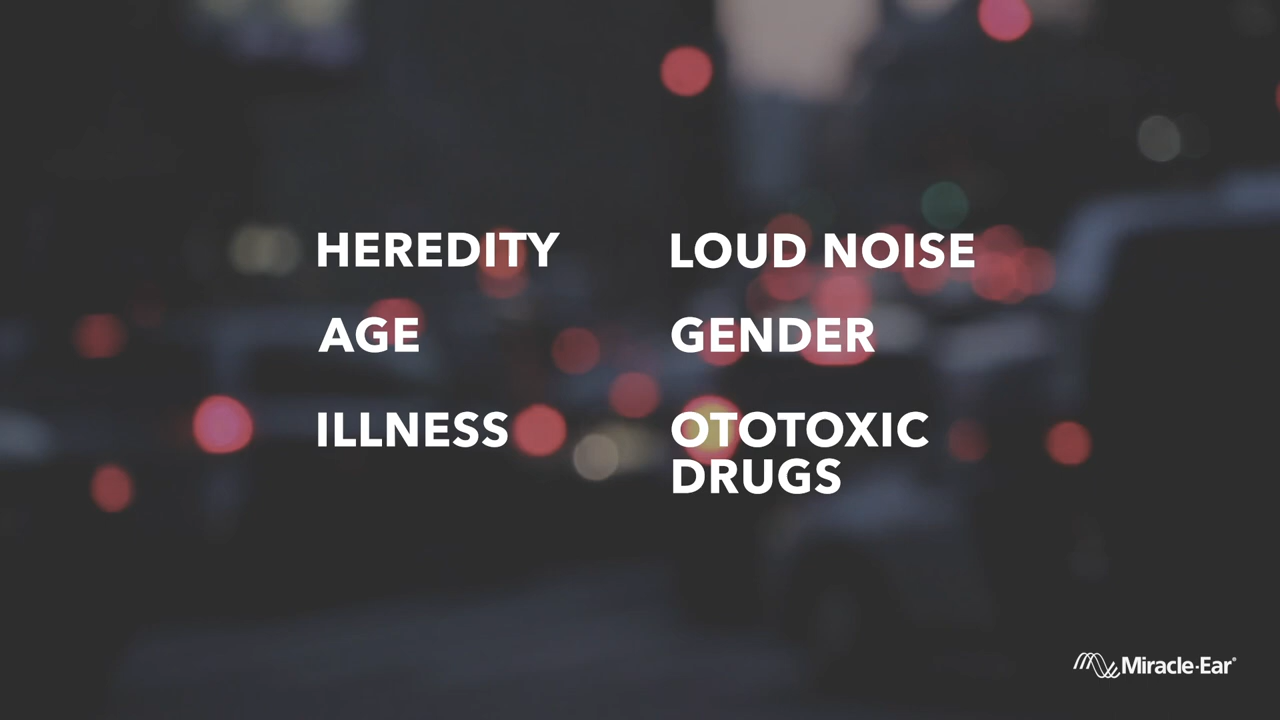 HEREDITY
LOUD NOISE
AGE
GENDER
ILLNESS
OTOTOXIC
DRUGS
Miracle-Ear®